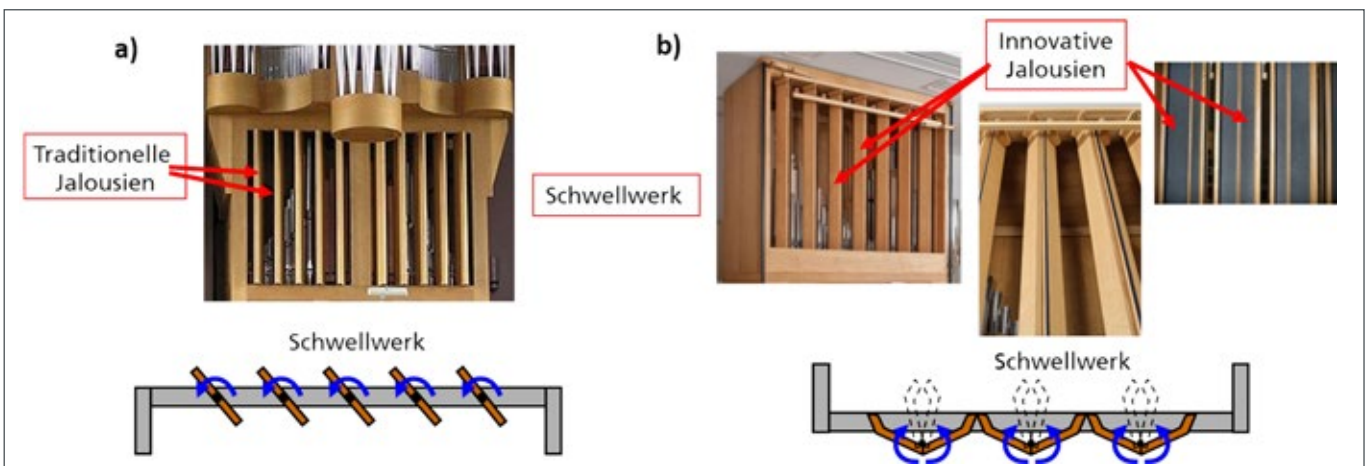 a)
Traditionelle
Jalousien
Schwellwerk
Schwellwerk
b)
Innovative
Jalousien
Schwellwerk